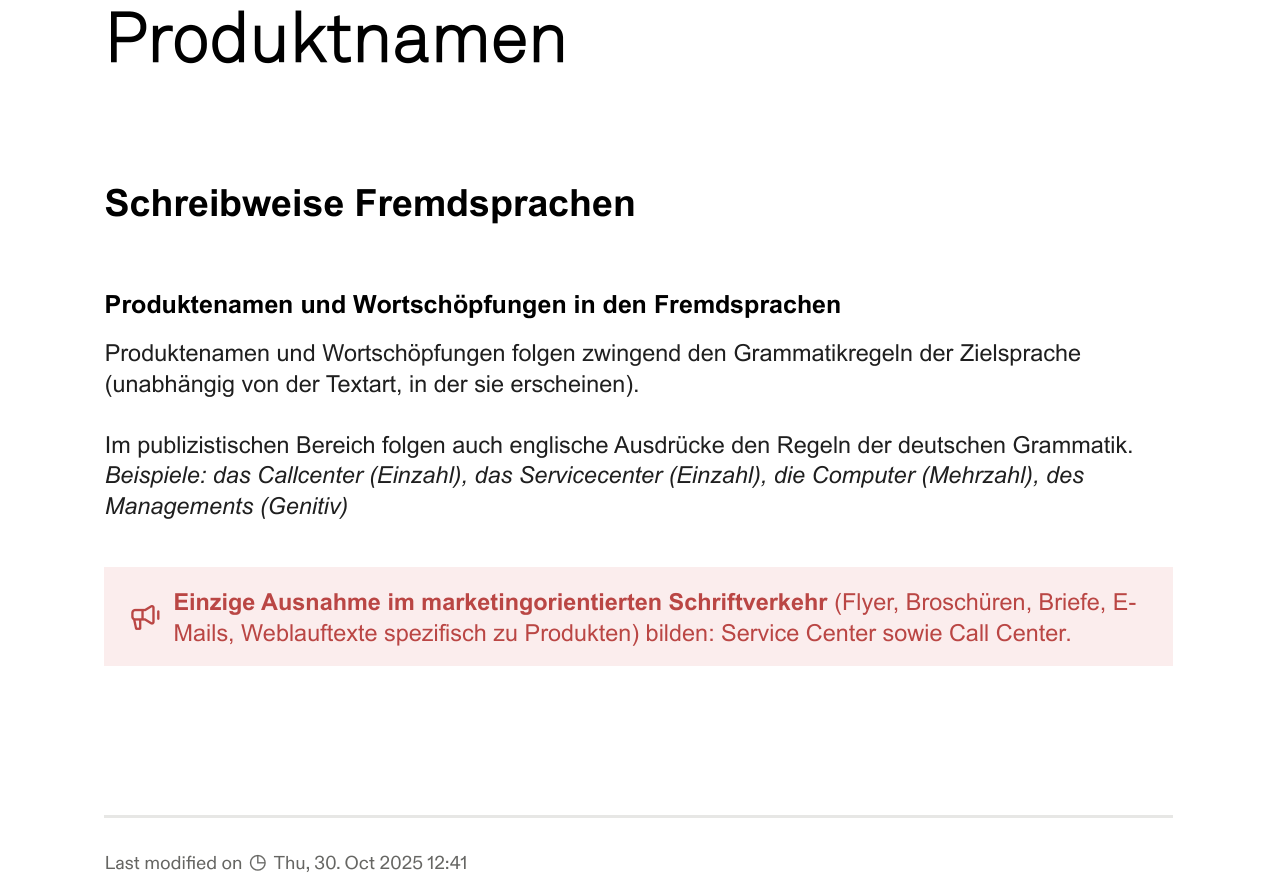 Produktnamen
Schreibweise Fremdsprachen
Produktenamen und Wortschöpfungen in den Fremdsprachen
Produktenamen und Wortschöpfungen folgen zwingend den Grammatikregeln der Zielsprache
(unabhängig von der Textart, in der sie erscheinen).
Im publizistischen Bereich folgen auch englische Ausdrücke den Regeln der deutschen Grammatik.
Beispiele: das Callcenter (Einzahl), das Servicecenter (Einzahl), die Computer (Mehrzahl), des
Managements (Genitiv)
Einzige Ausnahme im marketingorientierten Schriftverkehr (Flyer, Broschüren, Briefe, E-
Mails, Weblauftexte spezifisch zu Produkten) bilden: Service Center sowie Call Center.
Last modified on Thu, 30. Oct 2025 12:41